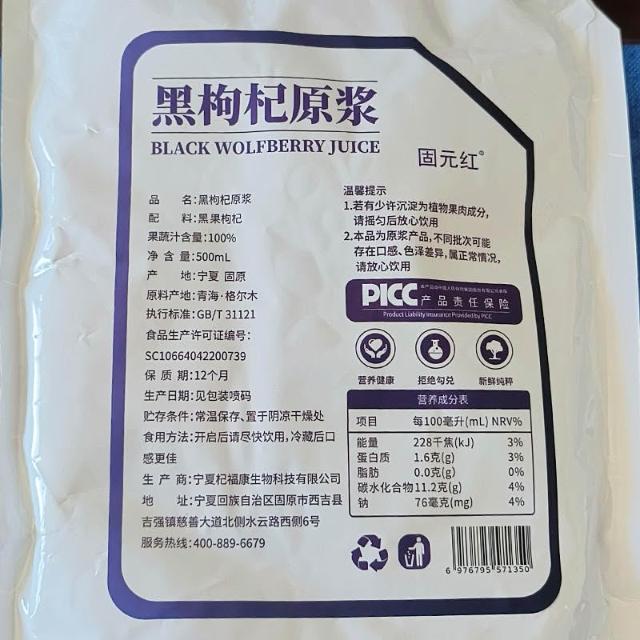 黑枸杞原浆
BLACK WOLFBERRY JUICE
固元红®
品 名:黑枸杞原浆
配 料:黑果枸杞
果蔬汁含量:100%
净 含 量:500mL
产 地:宁夏 固原
原料产地:青海·格尔木
执行标准:GB/T 31121
食品生产许可证编号:
SC10664042200739
保 质 期:12个月
生产日期:见包装喷码
贮存条件:常温保存、置于阴凉干燥处
食用方法:开启后请尽快饮用,冷藏后口
感更佳
生 产 商:宁夏杞福康生物科技有限公司
地 址:宁夏回族自治区固原市西吉县
吉强镇慈善大道北侧水云路西侧6号
服务热线:400-889-6679
温馨提示
1.若有少许沉淀为植物果肉成分,
请摇匀后放心饮用
2.本品为原浆产品,不同批次可能
存在口感、色泽差异,属正常情况,
请放心饮用
PICC 产品责任保险
Product Liability Insurance Provided by PICC
营养健康 拒绝勾兑 新鲜纯粹
营养成分表
项目 每100毫升(mL) NRV%
能量 228千焦(kJ) 3%
蛋白质 1.6克(g) 3%
脂肪 0.0克(g) 0%
碳水化合物 11.2克(g) 4%
钠 76毫克(mg) 4%
6 976795 571350